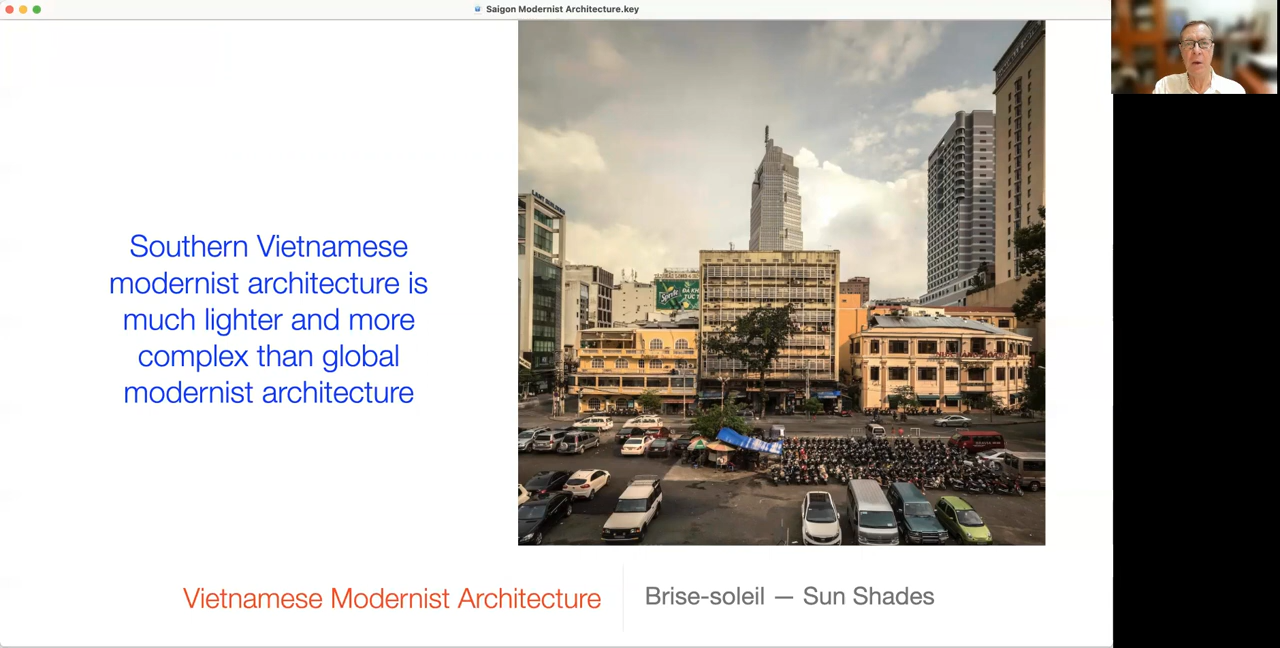 Saigon Modernist Architecture.key
Southern Vietnamese
modernist architecture is
much lighter and more
complex than global
modernist architecture
Sprite
Vietnamese Modernist Architecture
Brise-soleil — Sun Shades